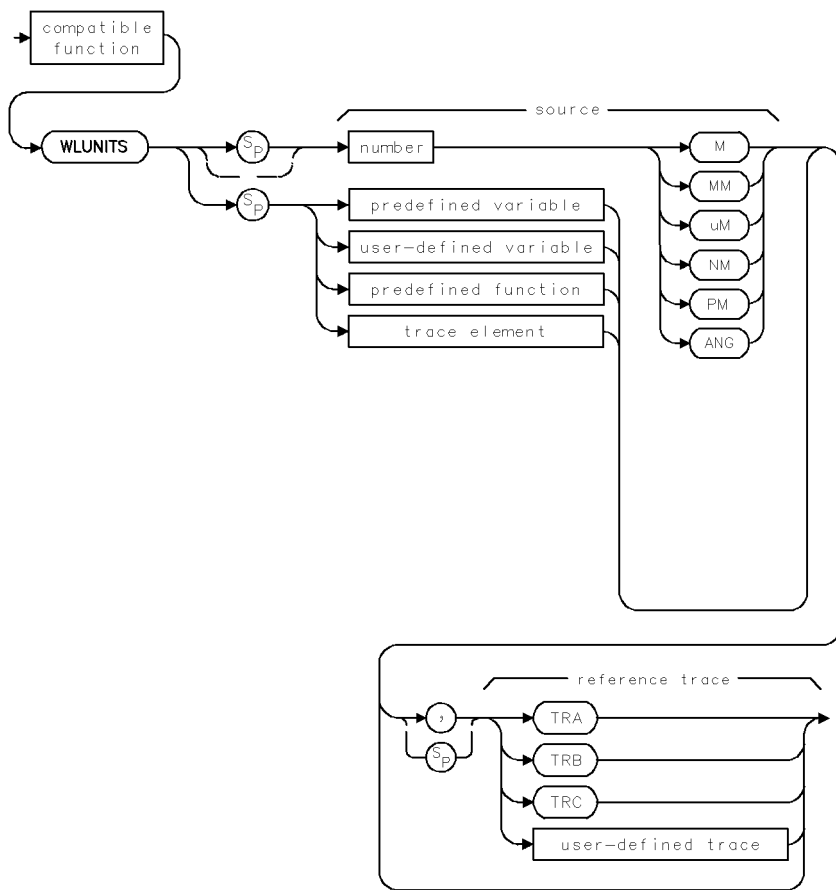 compatible
function
source
WLUNITS
SP
number
M
MM
uM
NM
PM
ANG
SP
predefined variable
user-defined variable
predefined function
trace element
reference trace
,
SP
TRA
TRB
TRC
user-defined trace